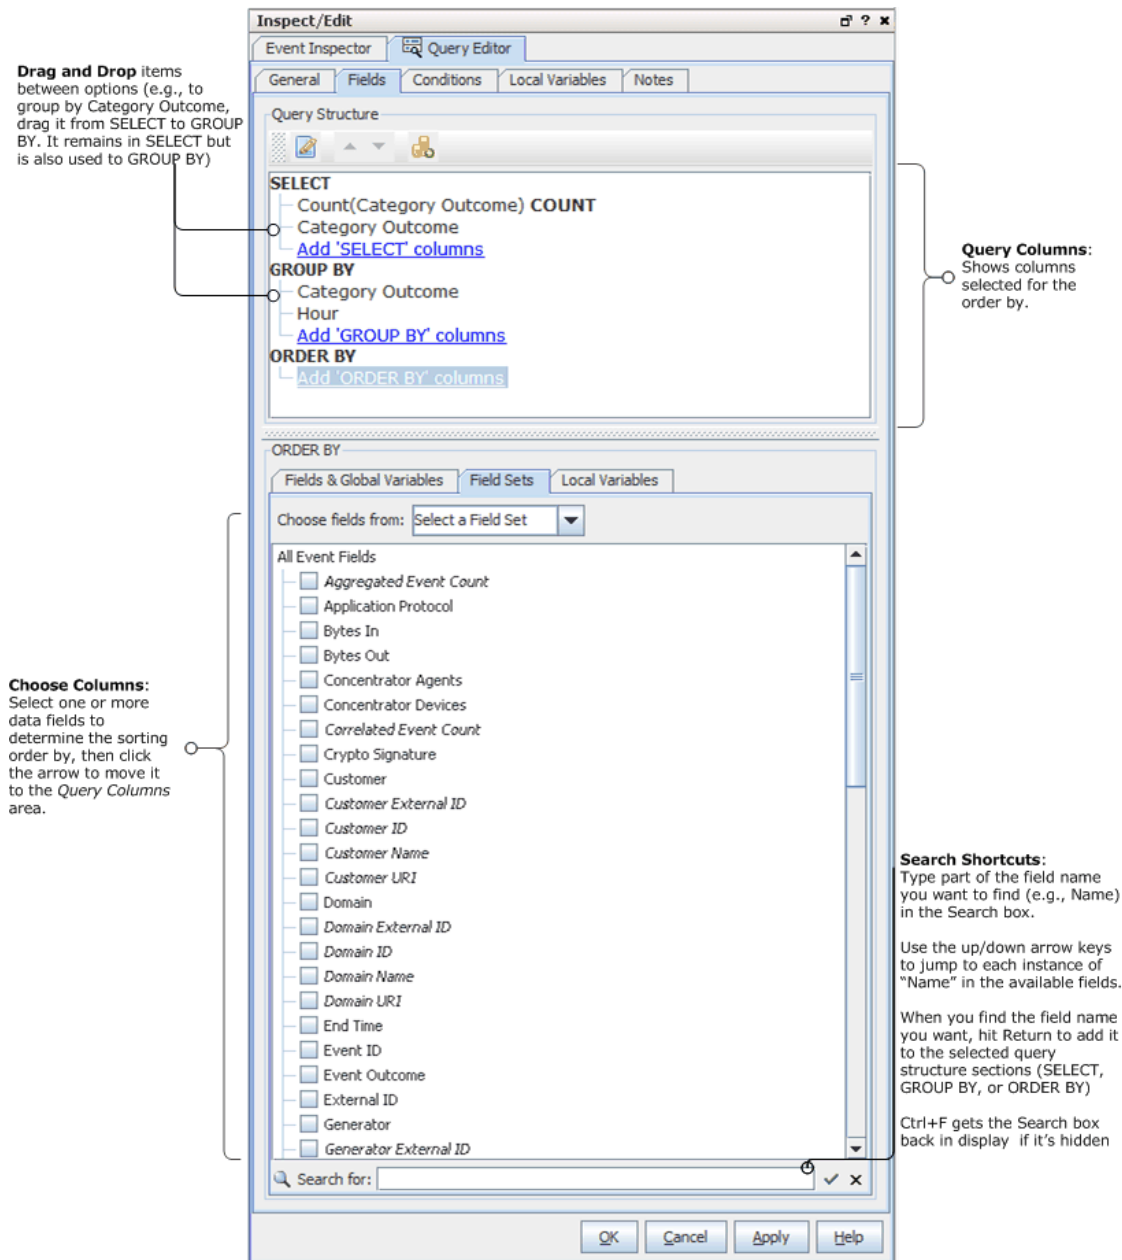 Inspect/Edit
Event Inspector
Query Editor
General
Fields
Conditions
Local Variables
Notes
Drag and Drop items
between options (e.g., to
group by Category Outcome,
drag it from SELECT to GROUP
BY. It remains in SELECT but
is also used to GROUP BY)
Query Structure
SELECT
Count(Category Outcome) COUNT
Category Outcome
Add 'SELECT' columns
GROUP BY
Category Outcome
Hour
Add 'GROUP BY' columns
ORDER BY
Add 'ORDER BY' columns
Query Columns:
Shows columns
selected for the
order by.
ORDER BY
Fields & Global Variables
Field Sets
Local Variables
Choose fields from: Select a Field Set
All Event Fields
Aggregated Event Count
Application Protocol
Bytes In
Bytes Out
Concentrator Agents
Concentrator Devices
Correlated Event Count
Crypto Signature
Customer
Customer External ID
Customer ID
Customer Name
Customer URI
Domain
Domain External ID
Domain ID
Domain Name
Domain URI
End Time
Event ID
Event Outcome
External ID
Generator
Generator External ID
Choose Columns:
Select one or more
data fields to
determine the sorting
order by, then click
the arrow to move it
to the Query Columns
area.
Search Shortcuts:
Type part of the field name
you want to find (e.g., Name)
in the Search box.
Use the up/down arrow keys
to jump to each instance of
“Name” in the available fields.
When you find the field name
you want, hit Return to add it
to the selected query
structure sections (SELECT,
GROUP BY, or ORDER BY)
Ctrl+F gets the Search box
back in display if it's hidden
Search for:
OK
Cancel
Apply
Help